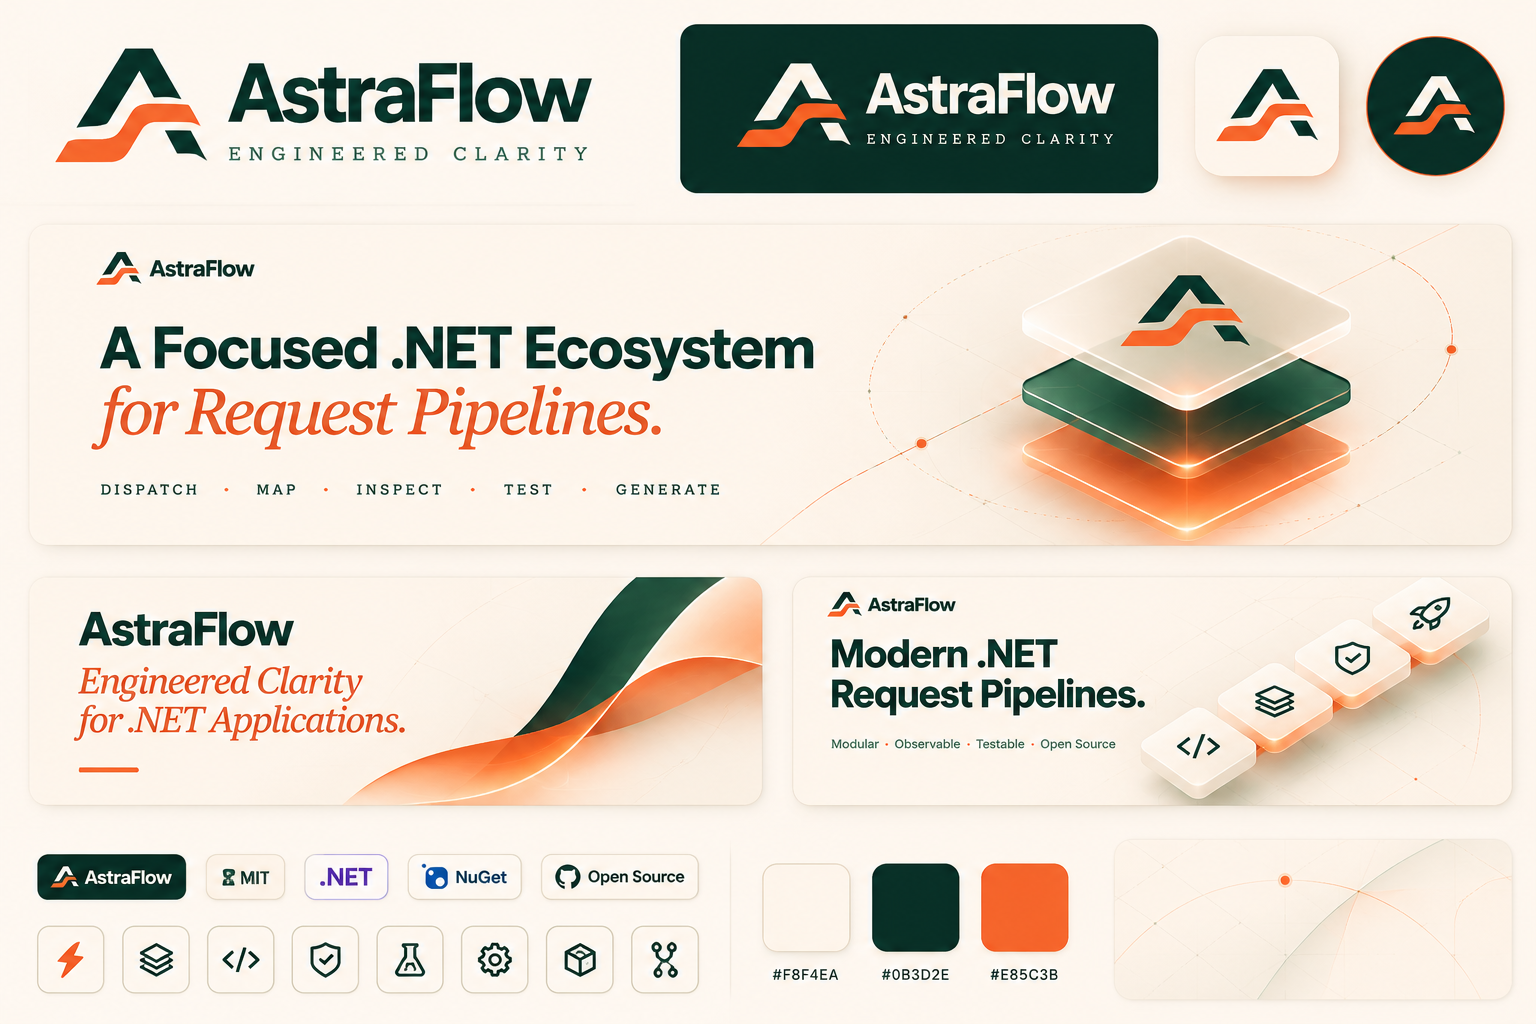 AstraFlow
ENGINEERED CLARITY
AstraFlow
ENGINEERED CLARITY
AstraFlow
A Focused .NET Ecosystem
for Request Pipelines.
DISPATCH • MAP • INSPECT • TEST • GENERATE
AstraFlow
Engineered Clarity
for .NET Applications.
AstraFlow
Modern .NET
Request Pipelines.
Modular • Observable • Testable • Open Source
</>
AstraFlow
MIT
.NET
NuGet
Open Source
</>
#F8F4EA
#0B3D2E
#E85C3B